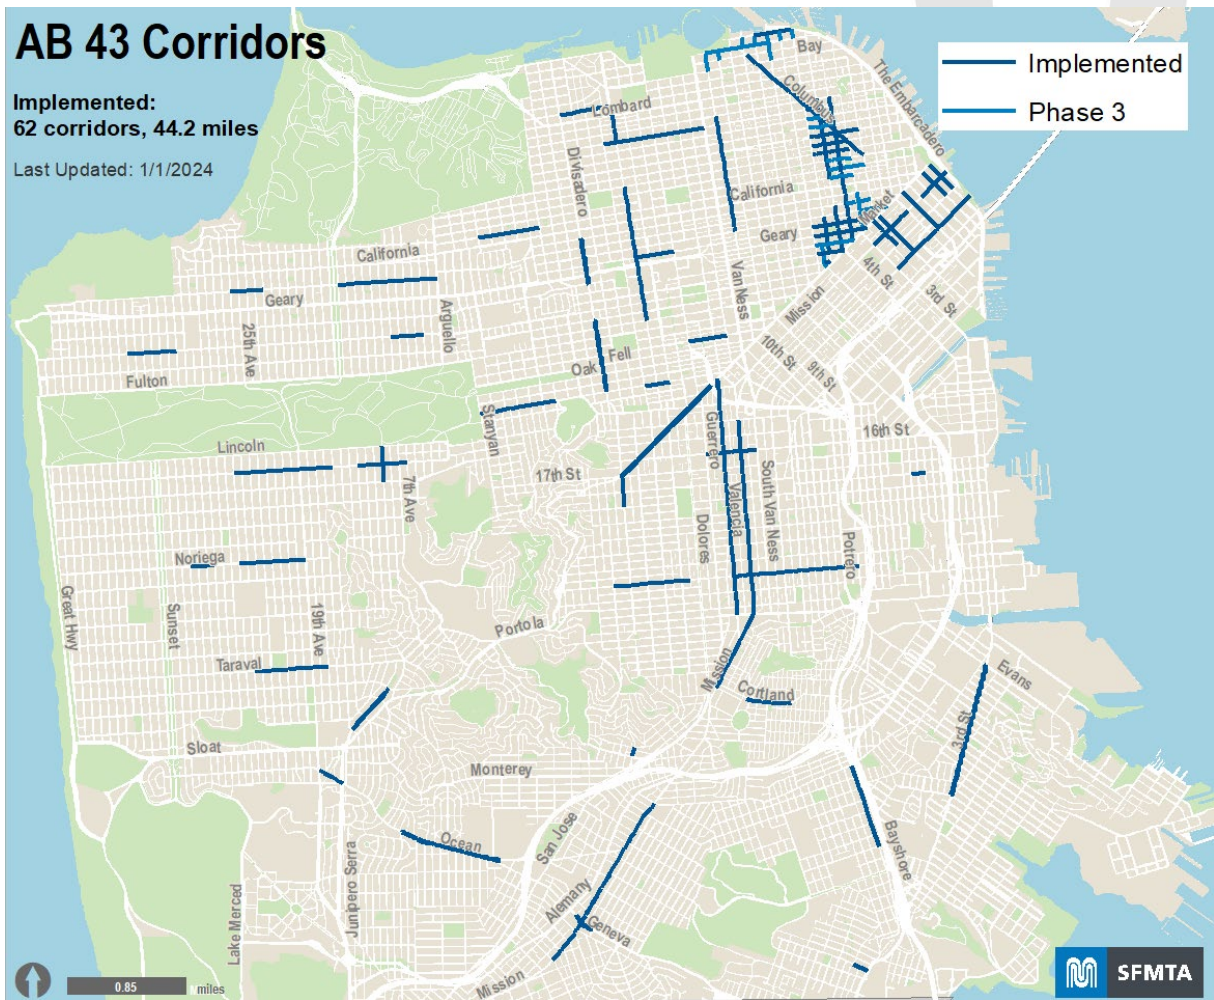 AB 43 Corridors
Implemented:
62 corridors, 44.2 miles
Last Updated: 1/1/2024
Implemented
Phase 3
Bay
The Embarcadero
Columbus
Lombard
Divisadero
California
Market
Geary
California
4th St
3rd St
Van Ness
Mission
Geary
Arguello
25th Ave
10th St
9th St
Fell
Oak
Fulton
Stanyan
Guerrero
16th St
Lincoln
17th St
7th Ave
South Van Ness
Valencia
Dolores
Potrero
Noriega
Great Hwy
Sunset
19th Ave
Portola
Taraval
Mission
Cortland
Evans
3rd St
Sloat
Monterey
Ocean
San Jose
Bayshore
Junipero Serra
Alemany
Geneva
Lake Merced
Mission
0.85
miles
SFMTA